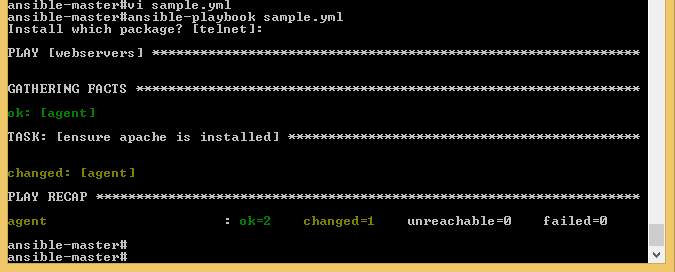 ansible-master#vi sample.yml
ansible-master#ansible-playbook sample.yml
Install which package? [telnet]:
PLAY [webservers] *************************************************************
GATHERING FACTS ***************************************************************
ok: [agent]
TASK: [ensure apache is installed] ********************************************
changed: [agent]
PLAY RECAP ********************************************************************
agent : ok=2 changed=1 unreachable=0 failed=0
ansible-master#
ansible-master#